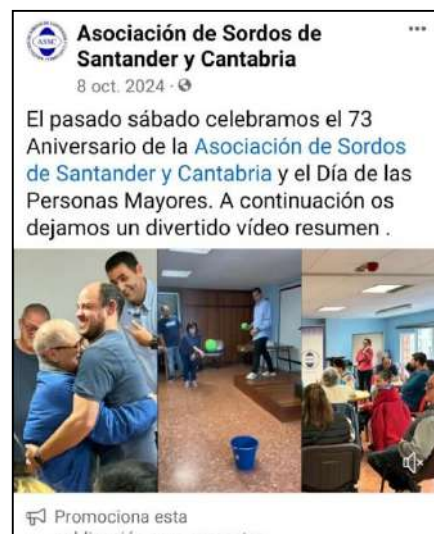 Asociación de Sordos de
Santander y Cantabria
8 oct. 2024 ·
El pasado sábado celebramos el 73
Aniversario de la Asociación de Sordos
de Santander y Cantabria y el Día de las
Personas Mayores. A continuación os
dejamos un divertido vídeo resumen .
Promociona esta